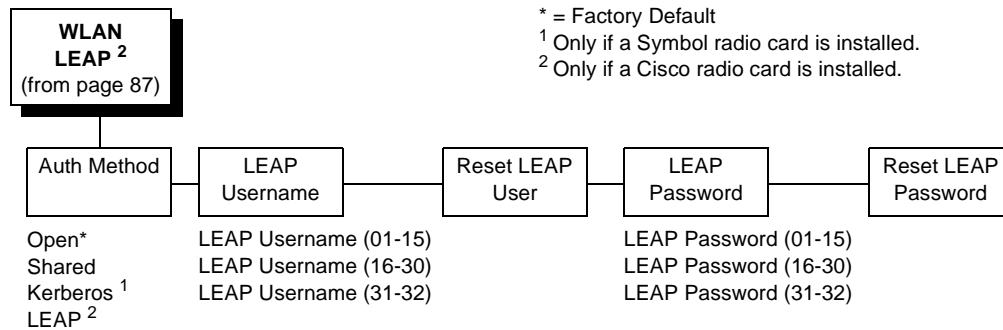 WLAN
LEAP 2
(from page 87)
* = Factory Default
1 Only if a Symbol radio card is installed.
2 Only if a Cisco radio card is installed.
Auth Method
LEAP
Username
Reset LEAP
User
LEAP
Password
Reset LEAP
Password
Open*
Shared
Kerberos 1
LEAP 2
LEAP Username (01-15)
LEAP Username (16-30)
LEAP Username (31-32)
LEAP Password (01-15)
LEAP Password (16-30)
LEAP Password (31-32)